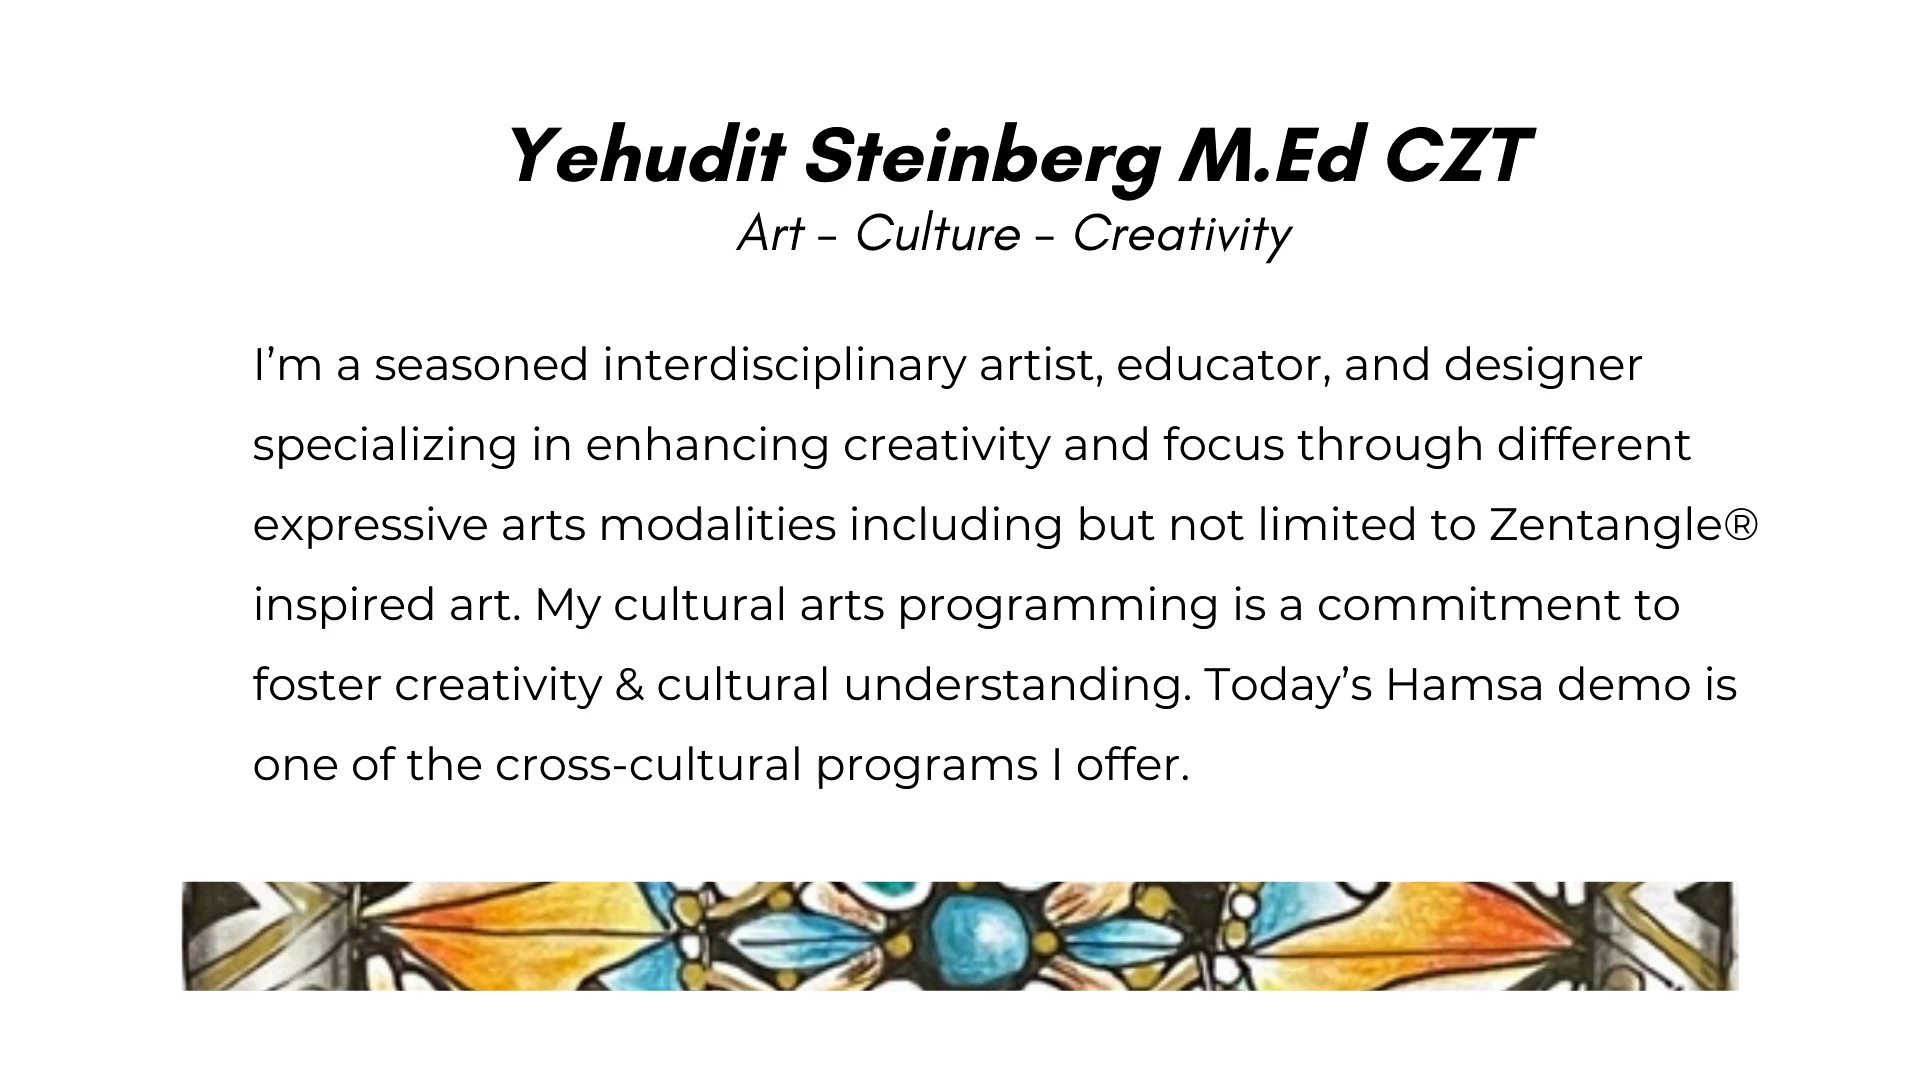 Yehudit Steinberg M.Ed CZT
Art - Culture - Creativity
I’m a seasoned interdisciplinary artist, educator, and designer
specializing in enhancing creativity and focus through different
expressive arts modalities including but not limited to Zentangle®
inspired art. My cultural arts programming is a commitment to
foster creativity & cultural understanding. Today’s Hamsa demo is
one of the cross-cultural programs I offer.